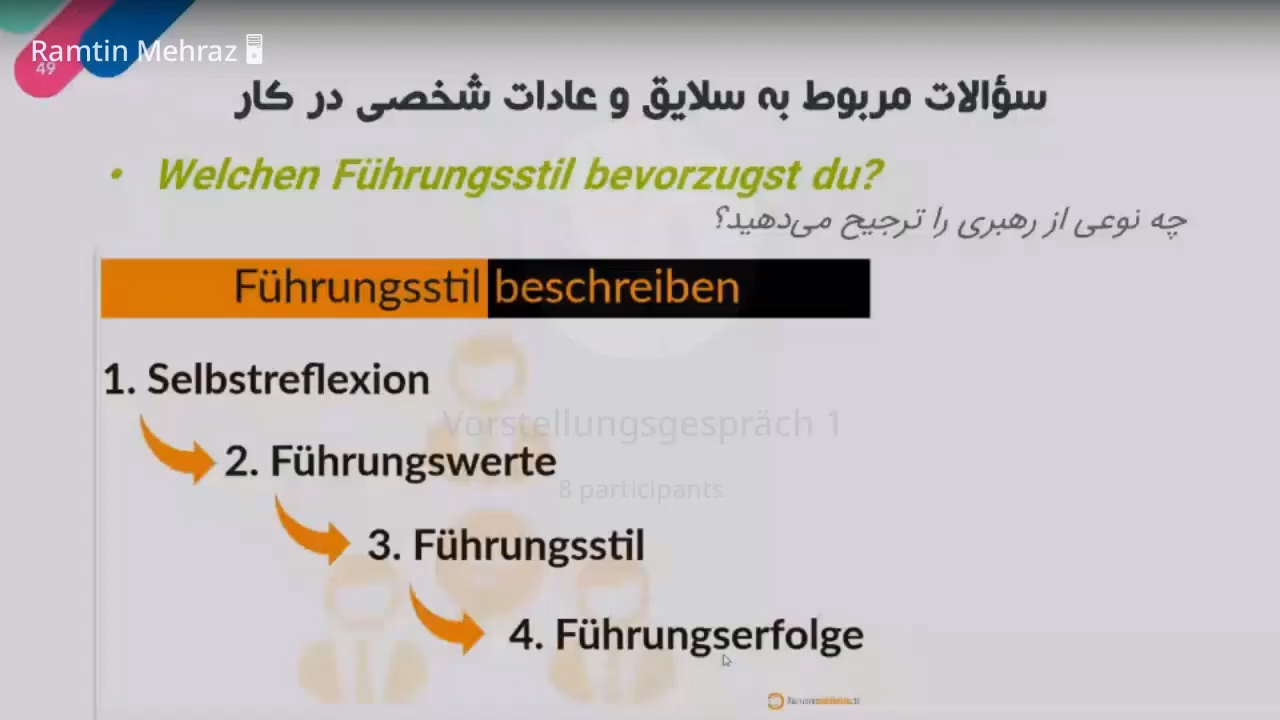 Ramtin Mehraz
49
سؤالات مربوط به سلایق و عادات شخصی در کار
• Welchen Führungsstil bevorzugst du?
چه نوعی از رهبری را ترجیح می‌دهید؟
Führungsstil beschreiben
1. Selbstreflexion
Vorstellungsgespräch 1
2. Führungswerte
8 participants
3. Führungsstil
4. Führungserfolge